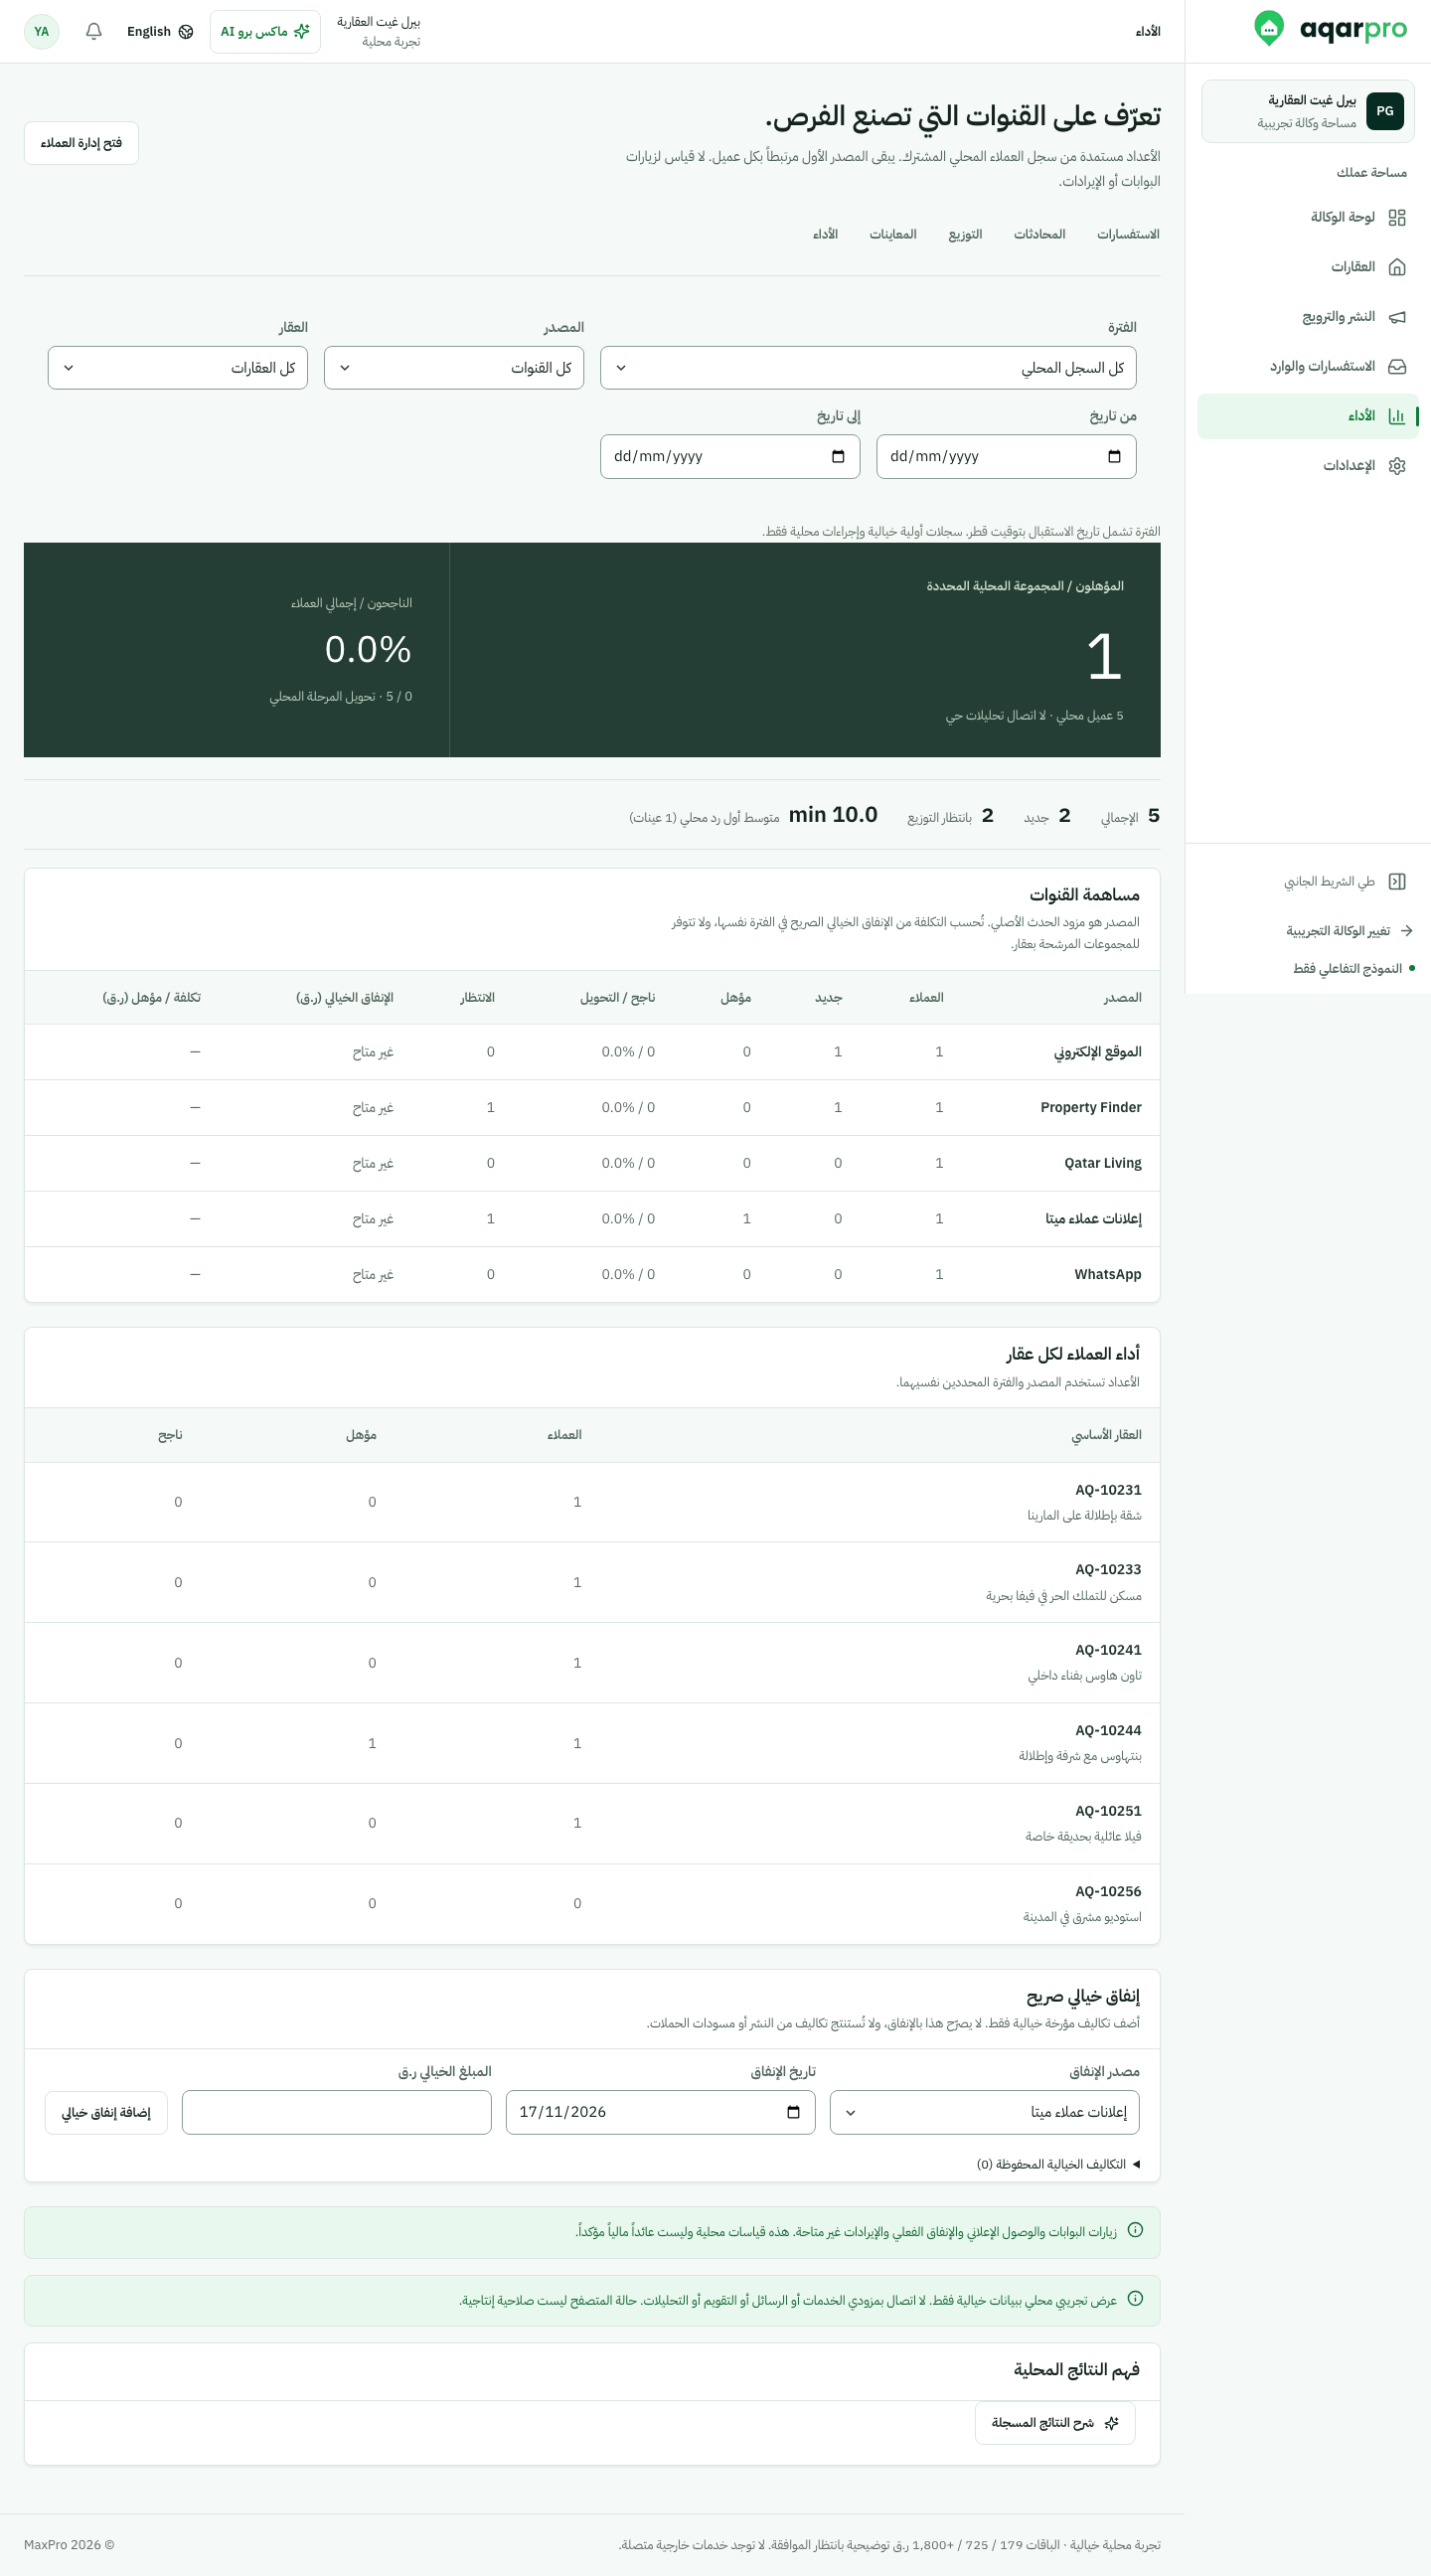 aqarpro
PG
بيرل غيت العقارية
مساحة وكالة تجريبية
مساحة عملك
لوحة الوكالة
العقارات
النشر والترويج
الاستفسارات والوارد
الأداء
الإعدادات
طي الشريط الجانبي
تغيير الوكالة التجريبية
النموذج التفاعلي فقط
الأداء
بيرل غيت العقارية
تجربة محلية
ماكس برو AI
English
YA
تعرّف على القنوات التي تصنع الفرص.
الأعداد مستمدة من سجل العملاء المحلي المشترك. يبقى المصدر الأول مرتبطاً بكل عميل. لا قياس لزيارات
البوابات أو الإيرادات.
فتح إدارة العملاء
الاستفسارات المحادثات التوزيع المعاينات الأداء
الفترة المصدر العقار
كل السجل المحلي كل القنوات كل العقارات
من تاريخ إلى تاريخ
dd/mm/yyyy dd/mm/yyyy
الفترة تشمل تاريخ الاستقبال بتوقيت قطر. سجلات أولية خيالية وإجراءات محلية فقط.
المؤهلون / المجموعة المحلية المحددة
1
5 عميل محلي · لا اتصال تحليلات حي
الناجحون / إجمالي العملاء
0.0%
0 / 5 · تحويل المرحلة المحلي
5 الإجمالي 2 جديد 2 بانتظار التوزيع 10.0 min متوسط أول رد محلي (1 عينات)
مساهمة القنوات
المصدر هو مزود الحدث الأصلي. تُحسب التكلفة من الإنفاق الخيالي الصريح في الفترة نفسها، ولا تتوفر
للمجموعات المرشحة بعقار.
المصدر العملاء جديد مؤهل ناجح / التحويل الانتظار الإنفاق الخيالي (ر.ق) تكلفة / مؤهل (ر.ق)
الموقع الإلكتروني 1 1 0 0 / 0.0% 0 غير متاح —
Property Finder 1 1 0 0 / 0.0% 1 غير متاح —
Qatar Living 1 0 0 0 / 0.0% 0 غير متاح —
إعلانات عملاء ميتا 1 0 1 0 / 0.0% 1 غير متاح —
WhatsApp 1 0 0 0 / 0.0% 0 غير متاح —
أداء العملاء لكل عقار
الأعداد تستخدم المصدر والفترة المحددين نفسيهما.
العقار الأساسي العملاء مؤهل ناجح
AQ-10231
شقة بإطلالة على المارينا
1 0 0
AQ-10233
مسكن للتملك الحر في فيفا بحرية
1 0 0
AQ-10241
تاون هاوس بفناء داخلي
1 0 0
AQ-10244
بنتهاوس مع شرفة وإطلالة
1 1 0
AQ-10251
فيلا عائلية بحديقة خاصة
1 0 0
AQ-10256
استوديو مشرق في المدينة
0 0 0
إنفاق خيالي صريح
أضف تكاليف مؤرخة خيالية فقط. لا يصرّح هذا بالإنفاق، ولا تُستنتج تكاليف من النشر أو مسودات الحملات.
مصدر الإنفاق تاريخ الإنفاق المبلغ الخيالي ر.ق
إعلانات عملاء ميتا 17/11/2026 إضافة إنفاق خيالي
التكاليف الخيالية المحفوظة (0)
زيارات البوابات والوصول الإعلاني والإنفاق الفعلي والإيرادات غير متاحة. هذه قياسات محلية وليست عائداً مالياً مؤكداً.
عرض تجريبي محلي ببيانات خيالية فقط. لا اتصال بمزودي الخدمات أو الرسائل أو التقويم أو التحليلات. حالة المتصفح ليست صلاحية إنتاجية.
فهم النتائج المحلية
شرح النتائج المسجلة
تجربة محلية خيالية · الباقات 179 / 725 / +1,800 ر.ق توضيحية بانتظار الموافقة. لا توجد خدمات خارجية متصلة.
© 2026 MaxPro